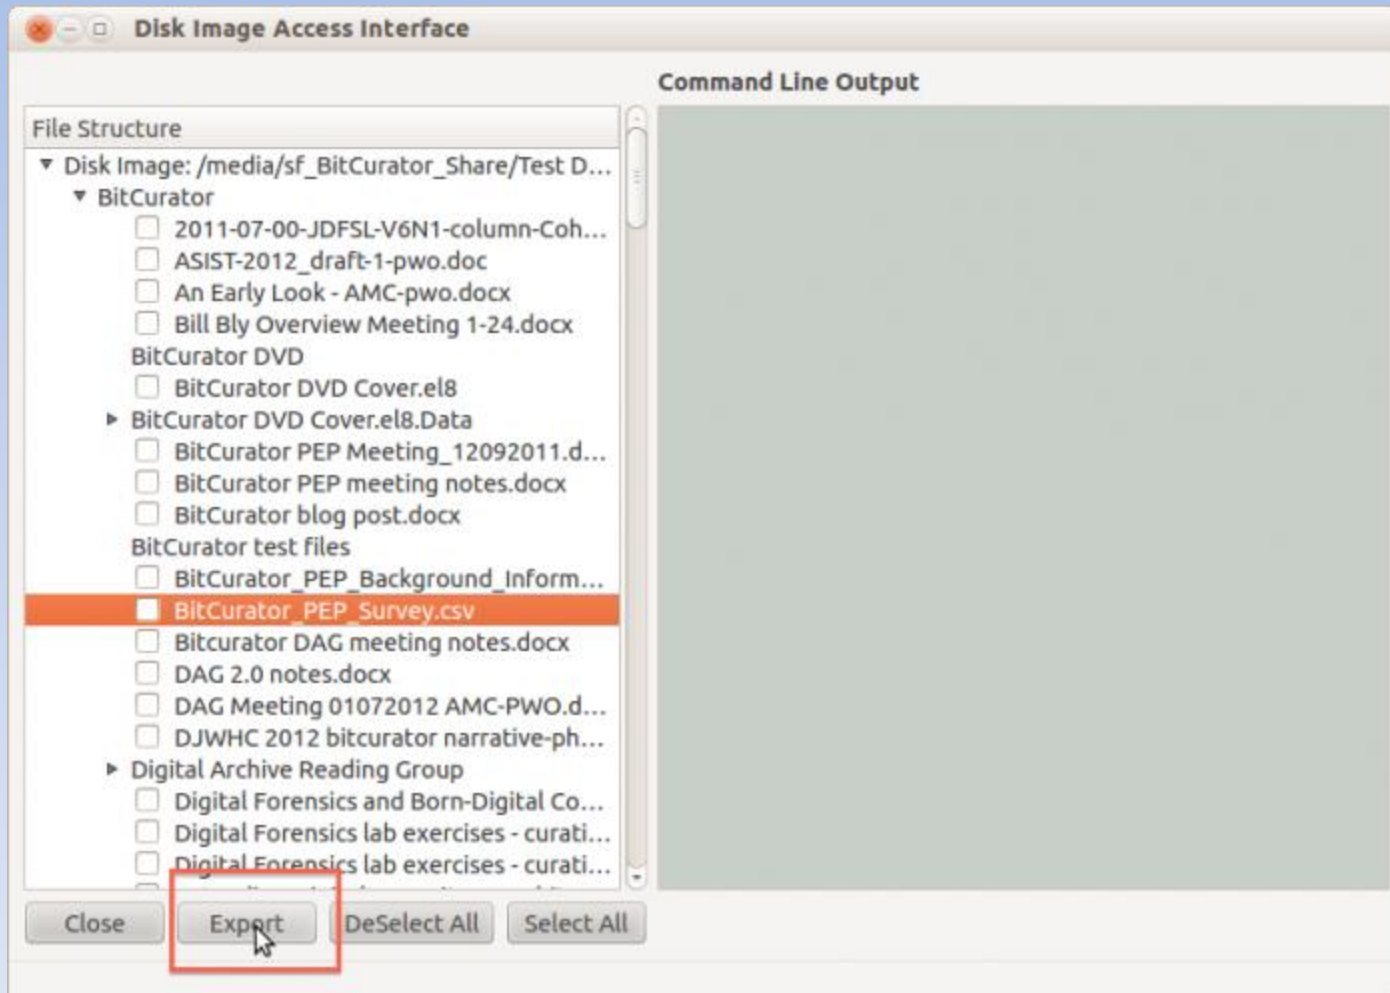 Disk Image Access Interface
Command Line Output
File Structure
Disk Image: /media/sf_BitCurator_Share/Test D...
BitCurator
2011-07-00-JDFSL-V6N1-column-Coh...
ASIST-2012_draft-1-pwo.doc
An Early Look - AMC-pwo.docx
Bill Bly Overview Meeting 1-24.docx
BitCurator DVD
BitCurator DVD Cover.el8
BitCurator DVD Cover.el8.Data
BitCurator PEP Meeting_12092011.d...
BitCurator PEP meeting notes.docx
BitCurator blog post.docx
BitCurator test files
BitCurator_PEP_Background_Inform...
BitCurator_PEP_Survey.csv
Bitcurator DAG meeting notes.docx
DAG 2.0 notes.docx
DAG Meeting 01072012 AMC-PWO.d...
DJWHC 2012 bitcurator narrative-ph...
Digital Archive Reading Group
Digital Forensics and Born-Digital Co...
Digital Forensics lab exercises - curati...
Digital Forensics lab exercises - curati...
Close Export DeSelect All Select All